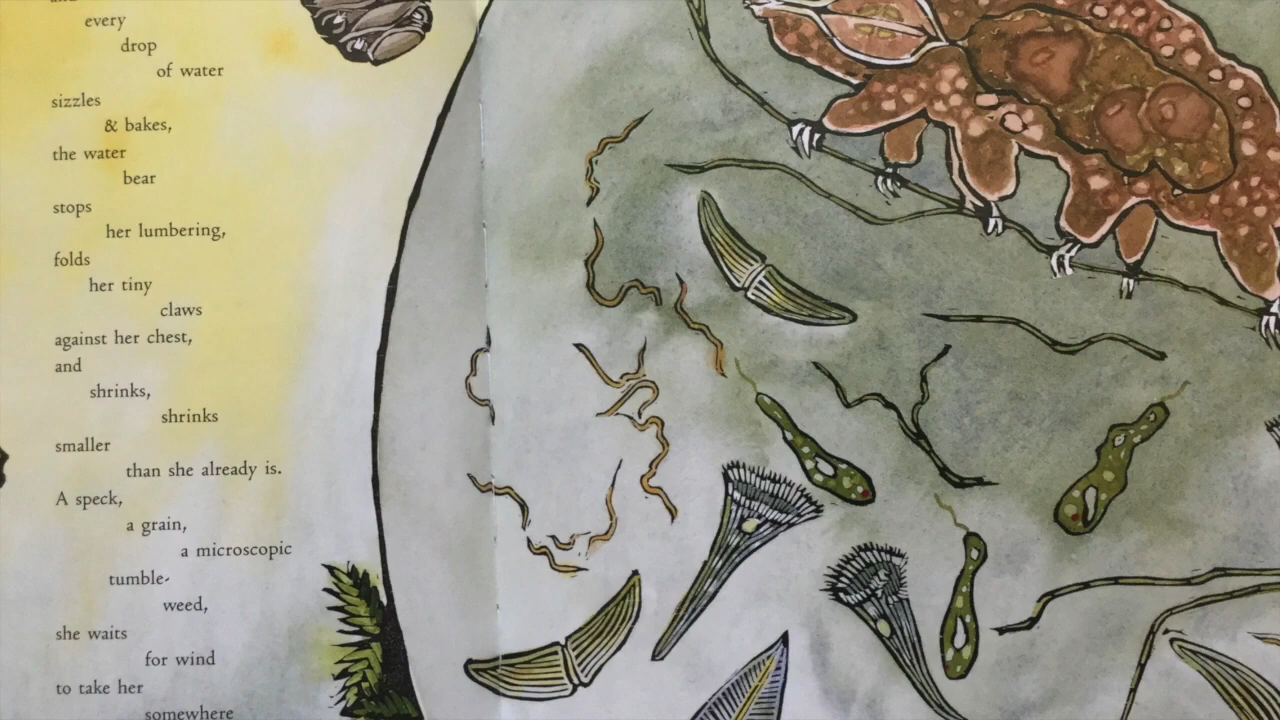 and
every
drop
of water
sizzles
& bakes,
the water
bear
stops
her lumbering,
folds
her tiny
claws
against her chest,
and
shrinks,
shrinks
smaller
than she already is.
A speck,
a grain,
a microscopic
tumble-
weed,
she waits
for wind
to take her
somewhere